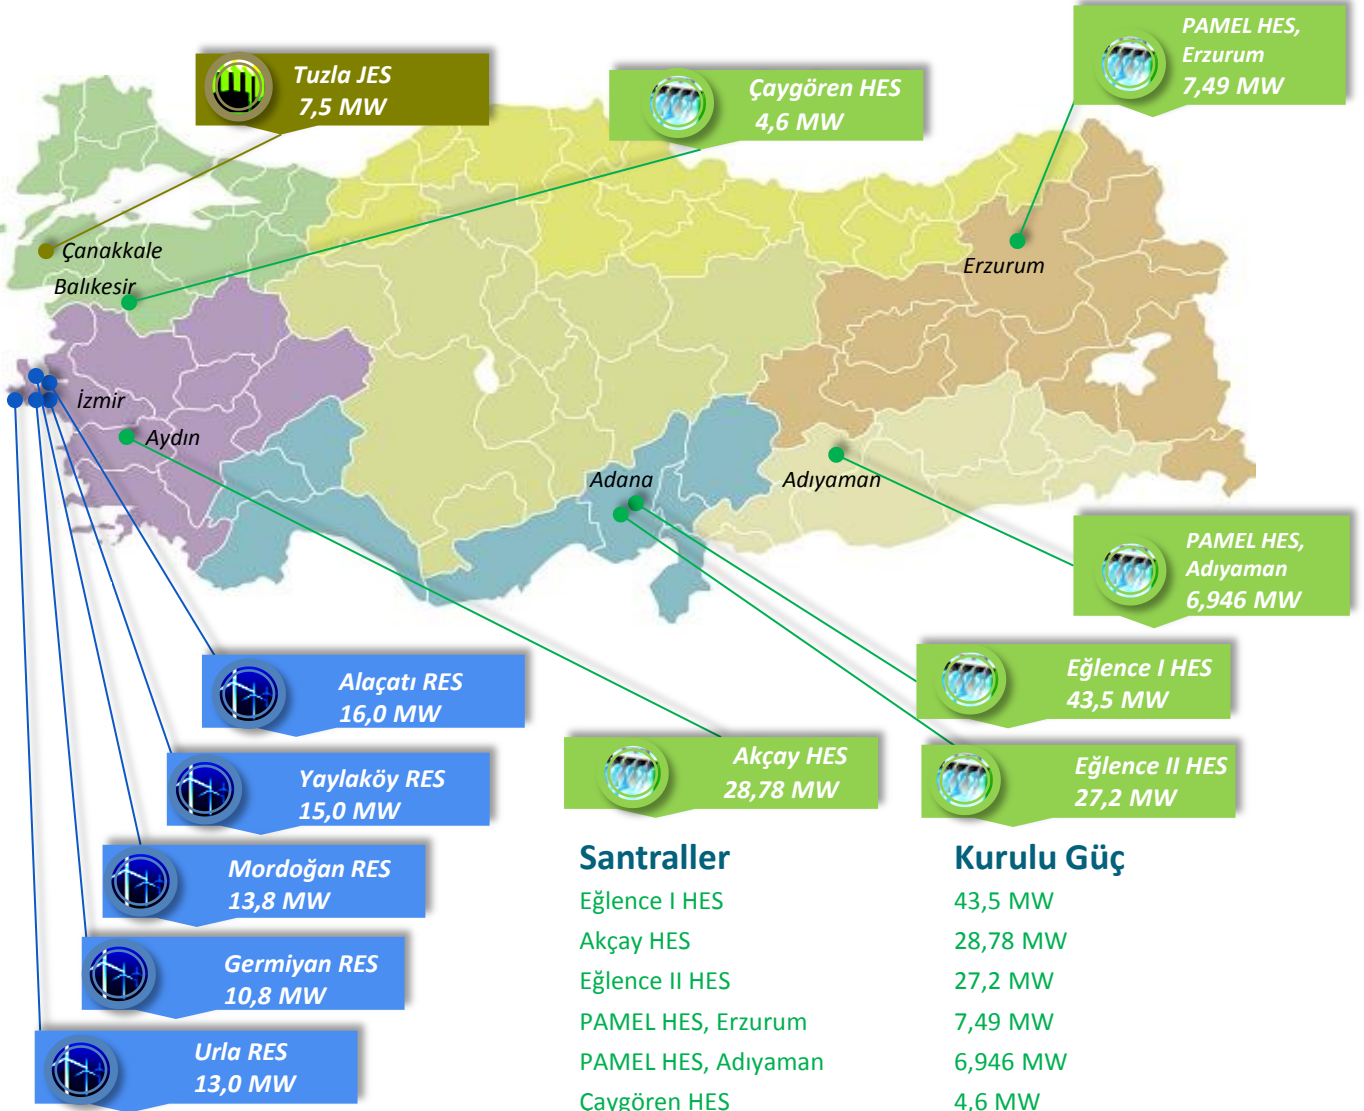 PAMEL HES,
Erzurum
7,49 MW
Tuzla JES
7,5 MW
Çaygören HES
4,6 MW
Çanakkale
Balıkesir
Erzurum
İzmir
Aydın
Adana
Adıyaman
PAMEL HES,
Adıyaman
6,946 MW
Alaçatı RES
16,0 MW
Eğlence I HES
43,5 MW
Yaylaköy RES
15,0 MW
Akçay HES
28,78 MW
Eğlence II HES
27,2 MW
Mordoğan RES
13,8 MW
Germiyan RES
10,8 MW
Urla RES
13,0 MW
Santraller Kurulu Güç
Eğlence I HES 43,5 MW
Akçay HES 28,78 MW
Eğlence II HES 27,2 MW
PAMEL HES, Erzurum 7,49 MW
PAMEL HES, Adıyaman 6,946 MW
Çaygören HES 4,6 MW